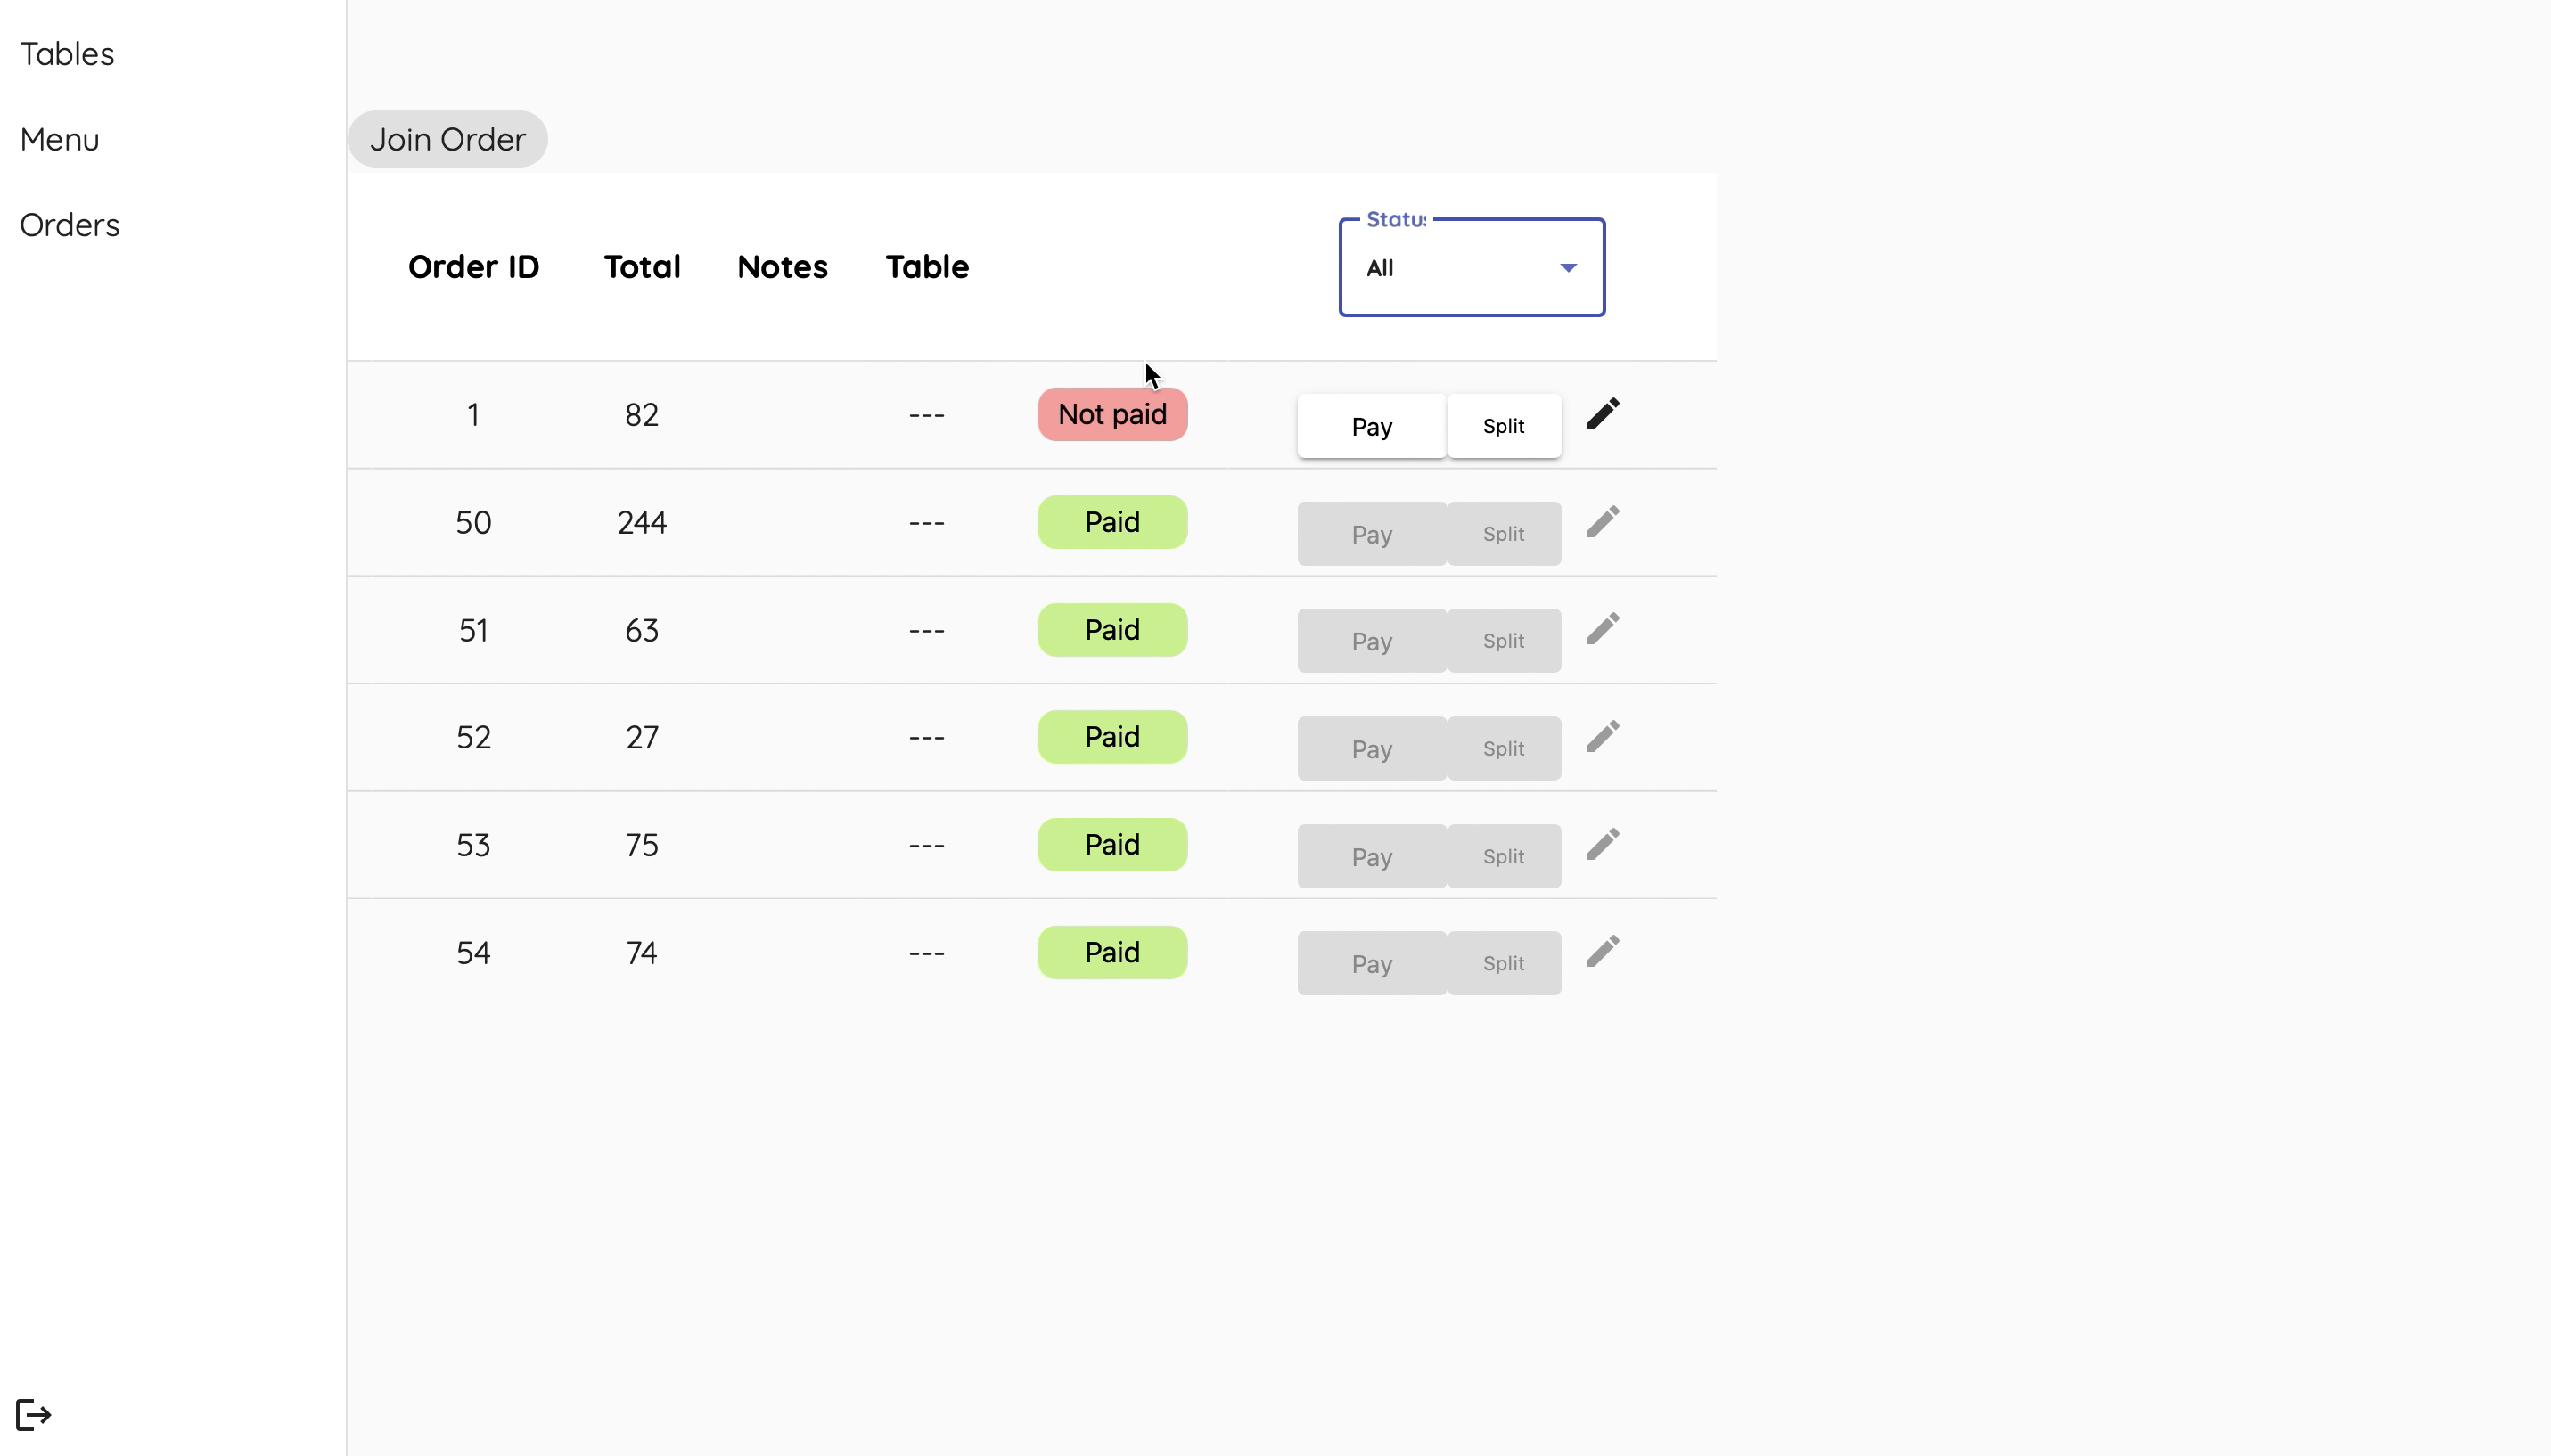 Tables
Menu
Orders
Join Order
Order ID Total Notes Table Status All
1 82 --- Not paid Pay Split
50 244 --- Paid Pay Split
51 63 --- Paid Pay Split
52 27 --- Paid Pay Split
53 75 --- Paid Pay Split
54 74 --- Paid Pay Split